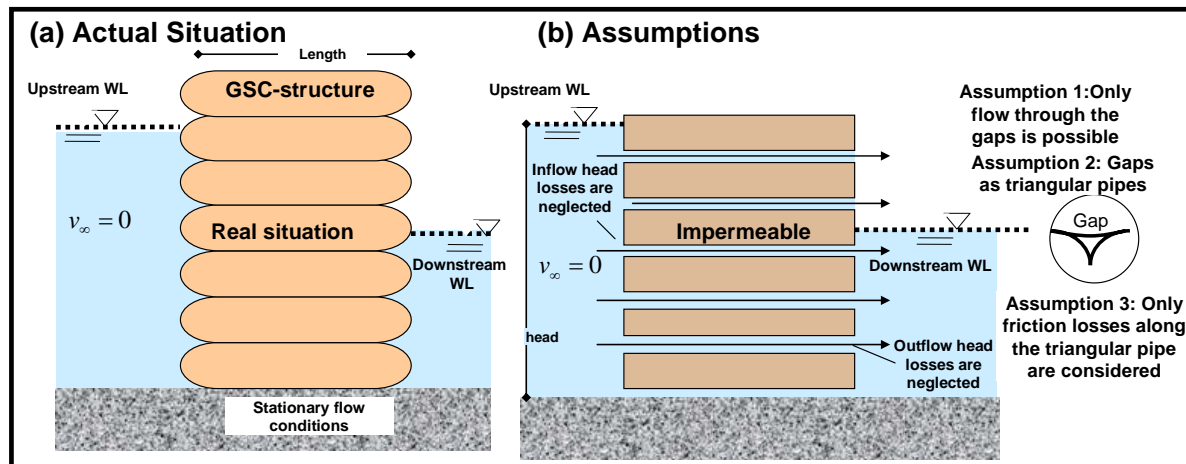 (a) Actual Situation
Length
Upstream WL
GSC-structure
v∞ = 0
Real situation
Downstream
WL
Stationary flow
conditions
(b) Assumptions
Upstream WL
Inflow head
losses are
neglected
v∞ = 0
Impermeable
Downstream WL
head
Outflow head
losses are
neglected
Assumption 1:Only
flow through the
gaps is possible
Assumption 2: Gaps
as triangular pipes
Gap
Assumption 3: Only
friction losses along
the triangular pipe
are considered